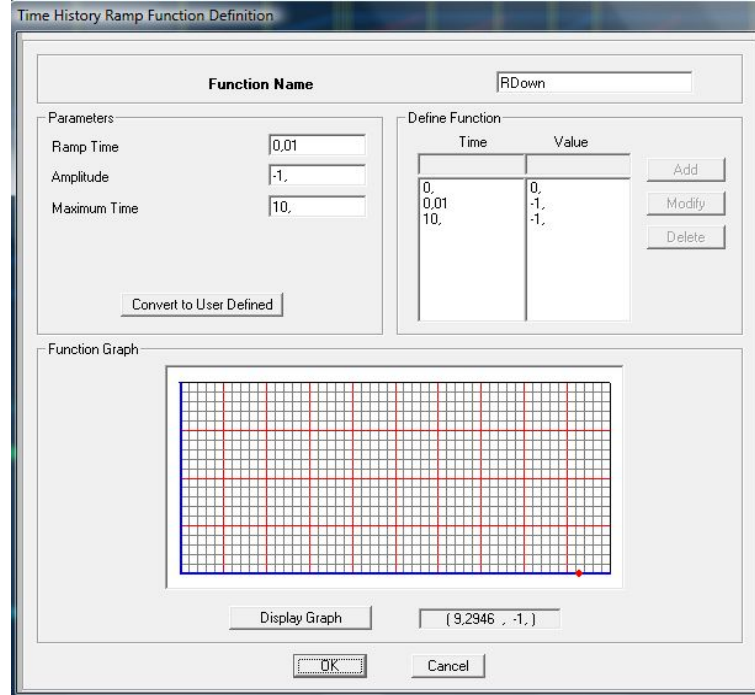 Time History Ramp Function Definition
Function Name
RDown
Parameters
Ramp Time 0,01
Amplitude -1,
Maximum Time 10,
Convert to User Defined
Define Function
Time Value
0, 0,
0,01 -1,
10, -1,
Add
Modify
Delete
Function Graph
Display Graph
( 9,2946 , -1, )
OK
Cancel